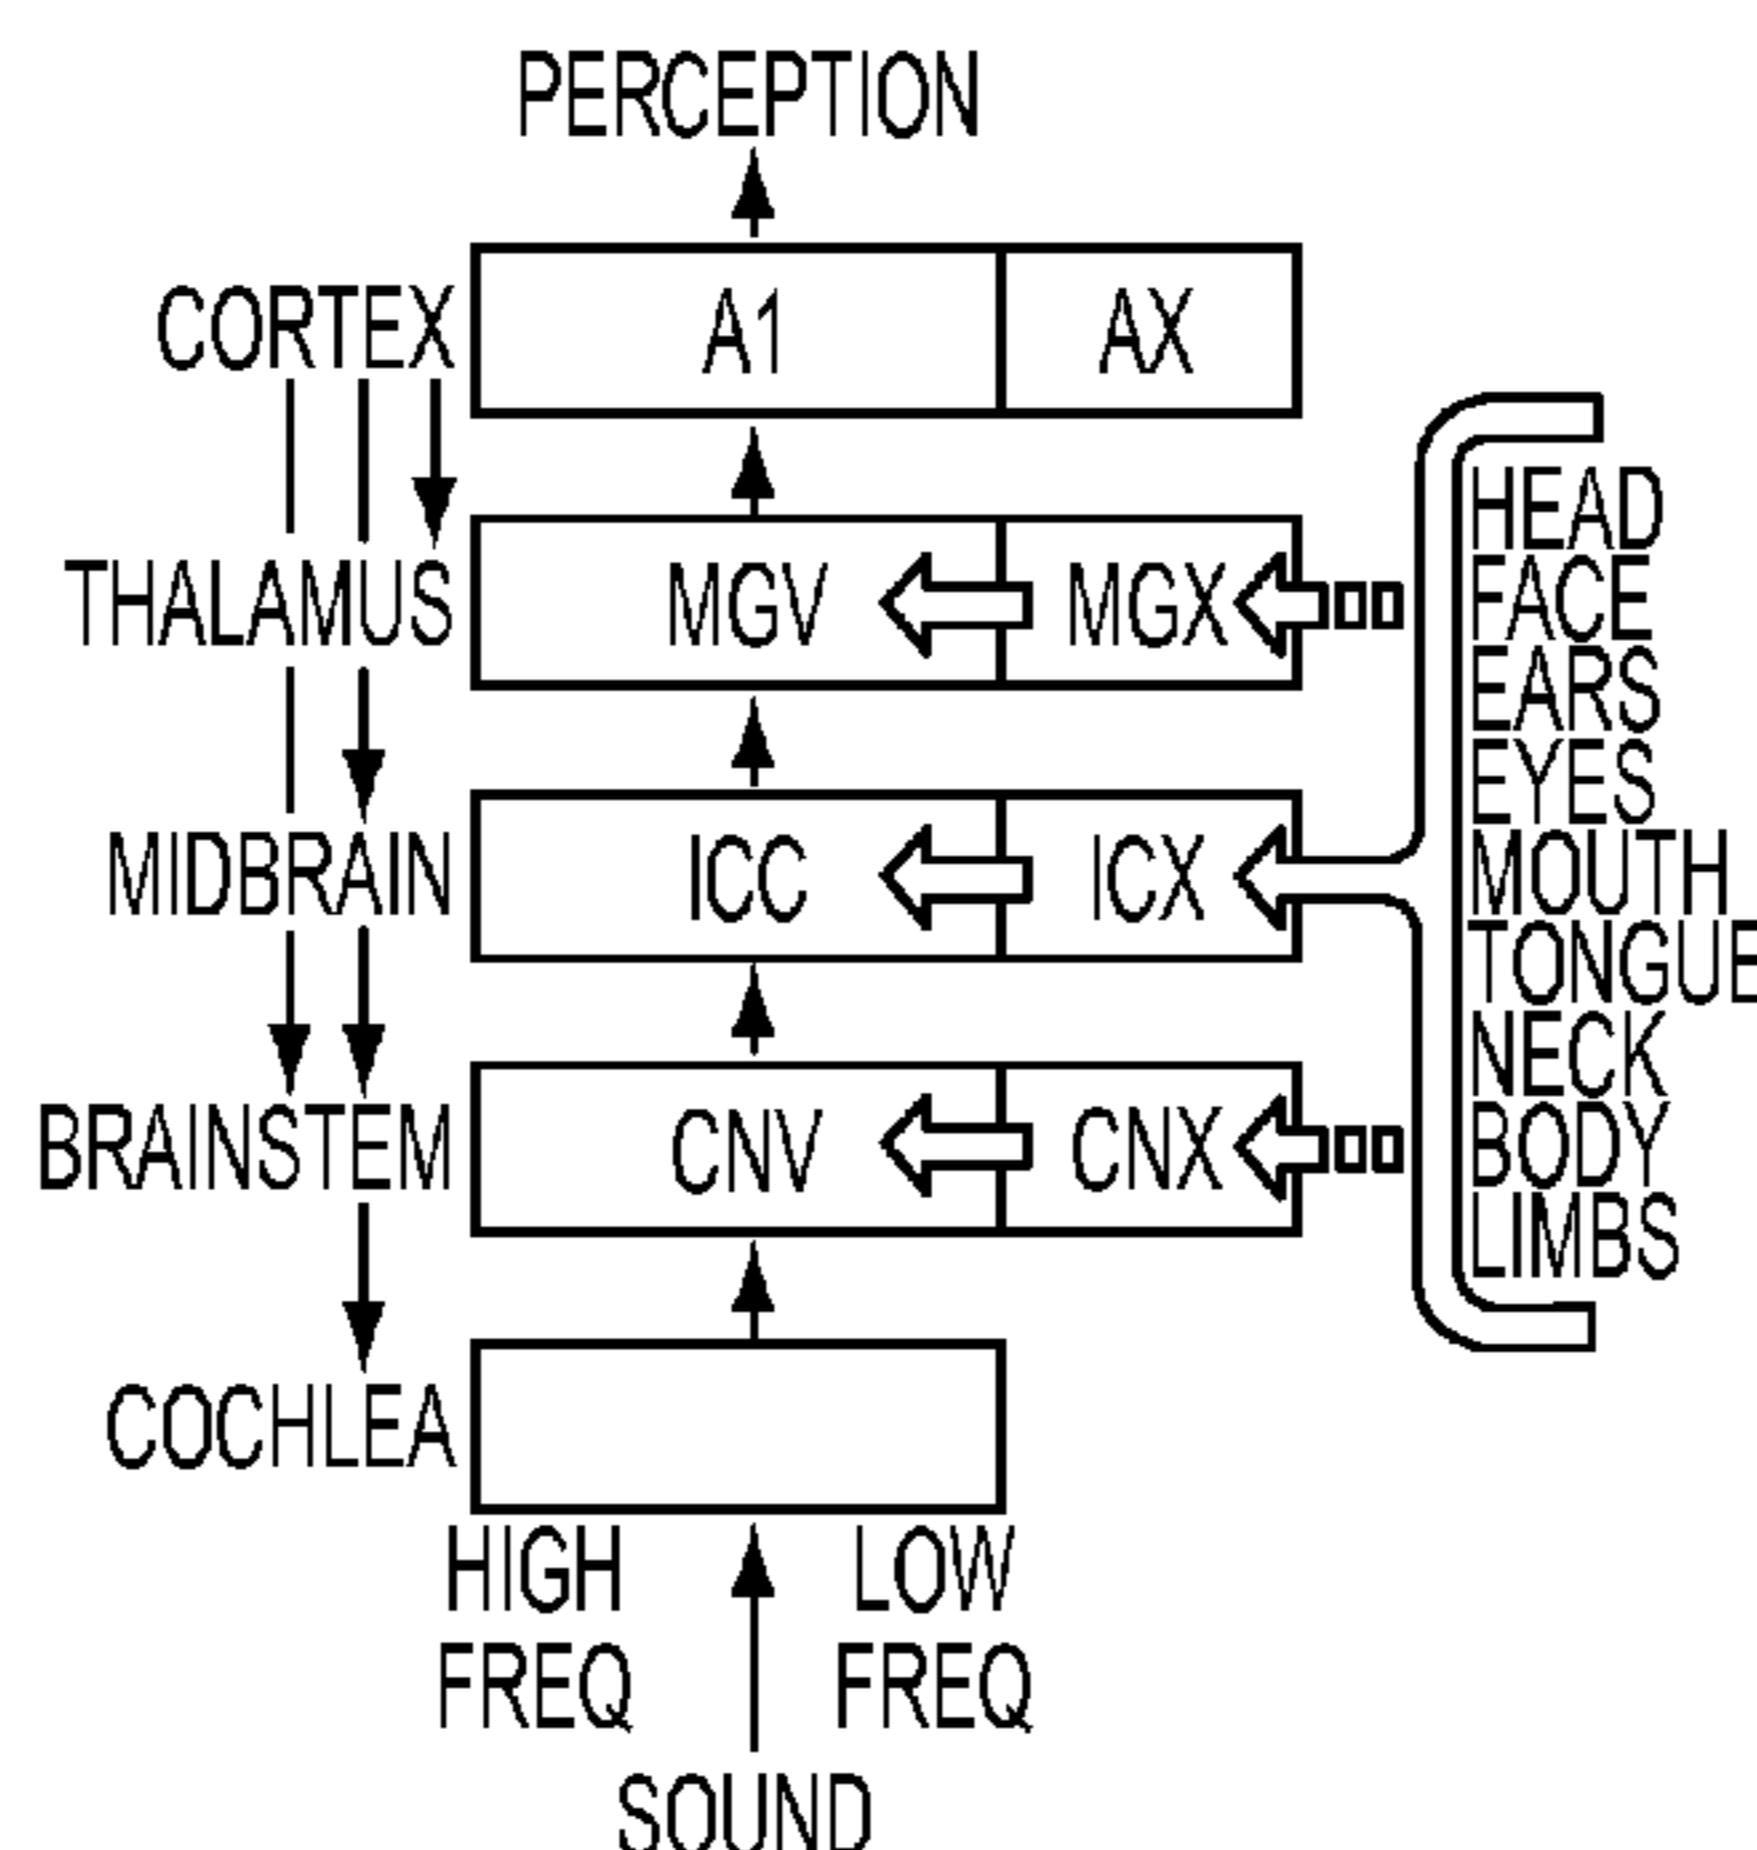 PERCEPTION
CORTEX A1 AX
THALAMUS MGV MGX
MIDBRAIN ICC ICX
BRAINSTEM CNV CNX
COCHLEA
HIGH FREQ
LOW FREQ
SOUND
HEAD
FACE
EARS
EYES
MOUTH
TONGUE
NECK
BODY
LIMBS